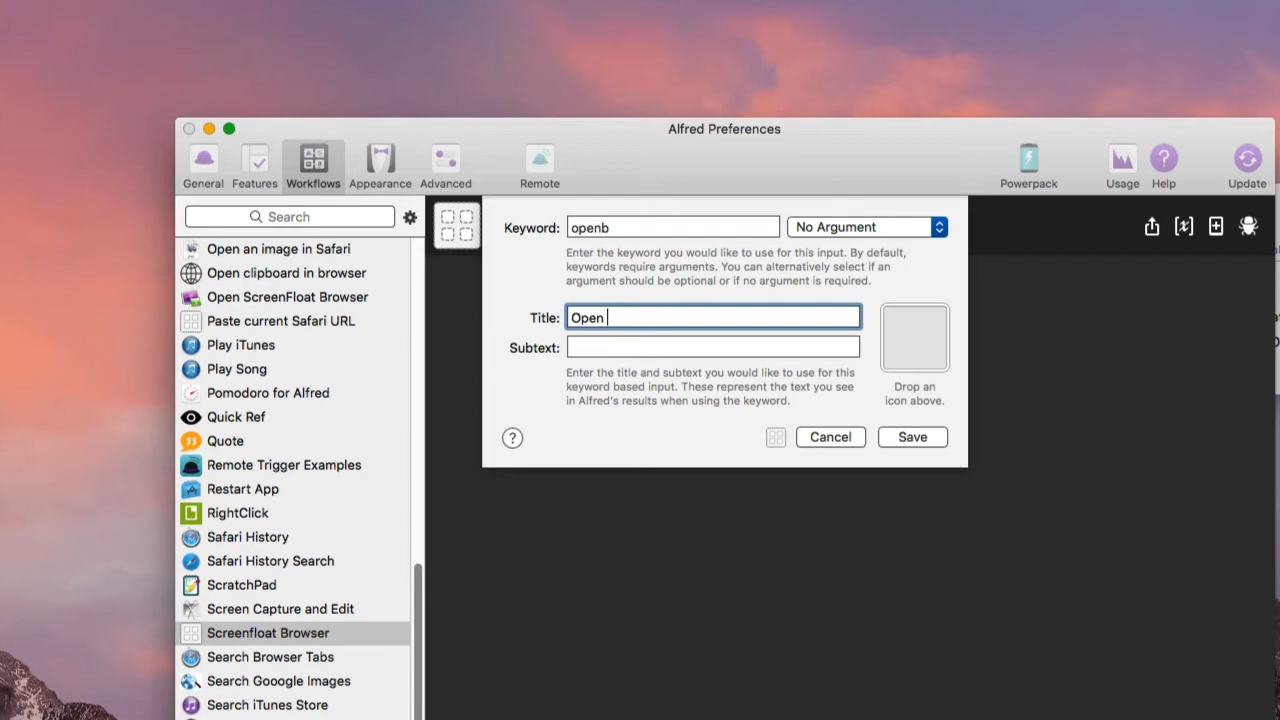 Alfred Preferences
General
Features
Workflows
Appearance
Advanced
Remote
Powerpack
Usage
Help
Update
Search
Open an image in Safari
Open clipboard in browser
Open ScreenFloat Browser
Paste current Safari URL
Play iTunes
Play Song
Pomodoro for Alfred
Quick Ref
Quote
Remote Trigger Examples
Restart App
RightClick
Safari History
Safari History Search
ScratchPad
Screen Capture and Edit
Screenfloat Browser
Search Browser Tabs
Search Gooogle Images
Search iTunes Store
Keyword: openb
No Argument
Enter the keyword you would like to use for this input. By default,
keywords require arguments. You can alternatively select if an
argument should be optional or if no argument is required.
Title: Open
Subtext:
Enter the title and subtext you would like to use for this
keyword based input. These represent the text you see
in Alfred's results when using the keyword.
Drop an
icon above.
?
Cancel
Save